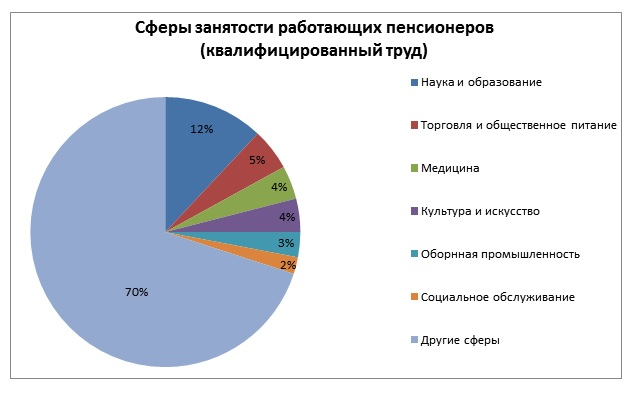 Сферы занятости работающих пенсионеров
(квалифицированный труд)
12%
5%
4%
4%
3%
2%
70%
Наука и образование
Торговля и общественное питание
Медицина
Культура и искусство
Оборнная промышленность
Социальное обслуживание
Другие сферы